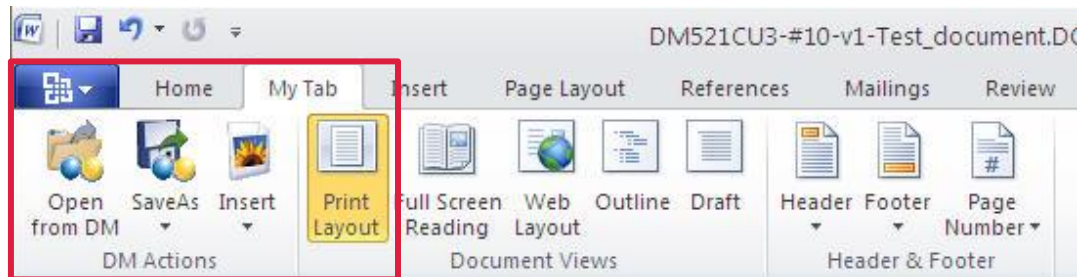 DM521CU3-#10-v1-Test_document.DO
Home My Tab Insert Page Layout References Mailings Review
Open from DM SaveAs Insert Print Layout Full Screen Reading Web Layout Outline Draft Header Footer Page Number
DM Actions Document Views Header & Footer